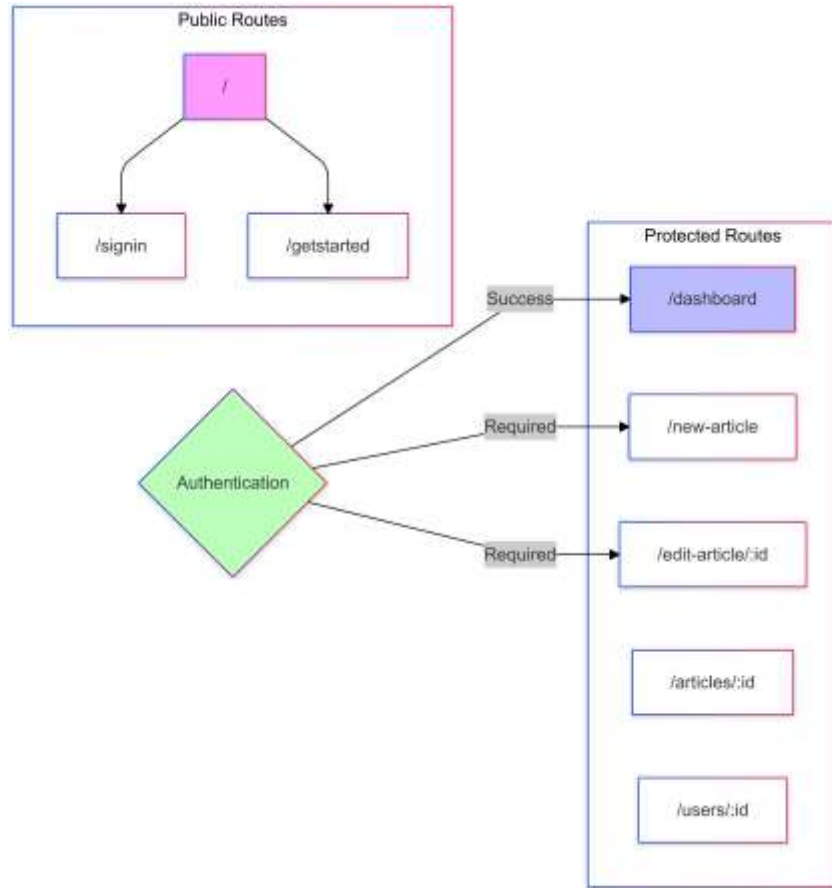 Public Routes
/
/signin
/getstarted
Protected Routes
Success
/dashboard
Required
/new-article
Authentication
Required
/edit-article/:id
/articles/:id
/users/:id